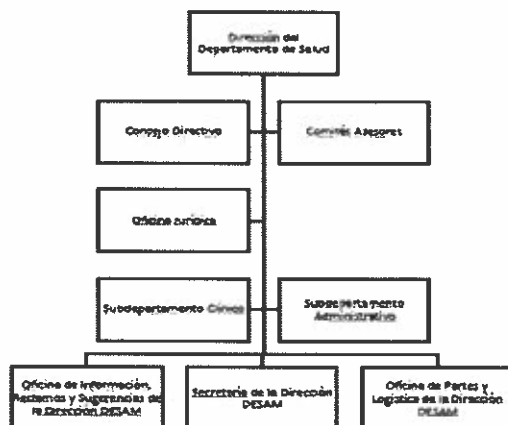 Dirección del
Departamento de Salud
Consejo Directivo
Comités Asesores
Oficina Jurídica
Subdepartamento Clínico
Subdepartamento
Administrativo
Oficina de Información,
Reclamos y Sugerencias de
la Dirección DESAM
Secretaría de la Dirección
DESAM
Oficina de Partes y
Logística de la Dirección
DESAM